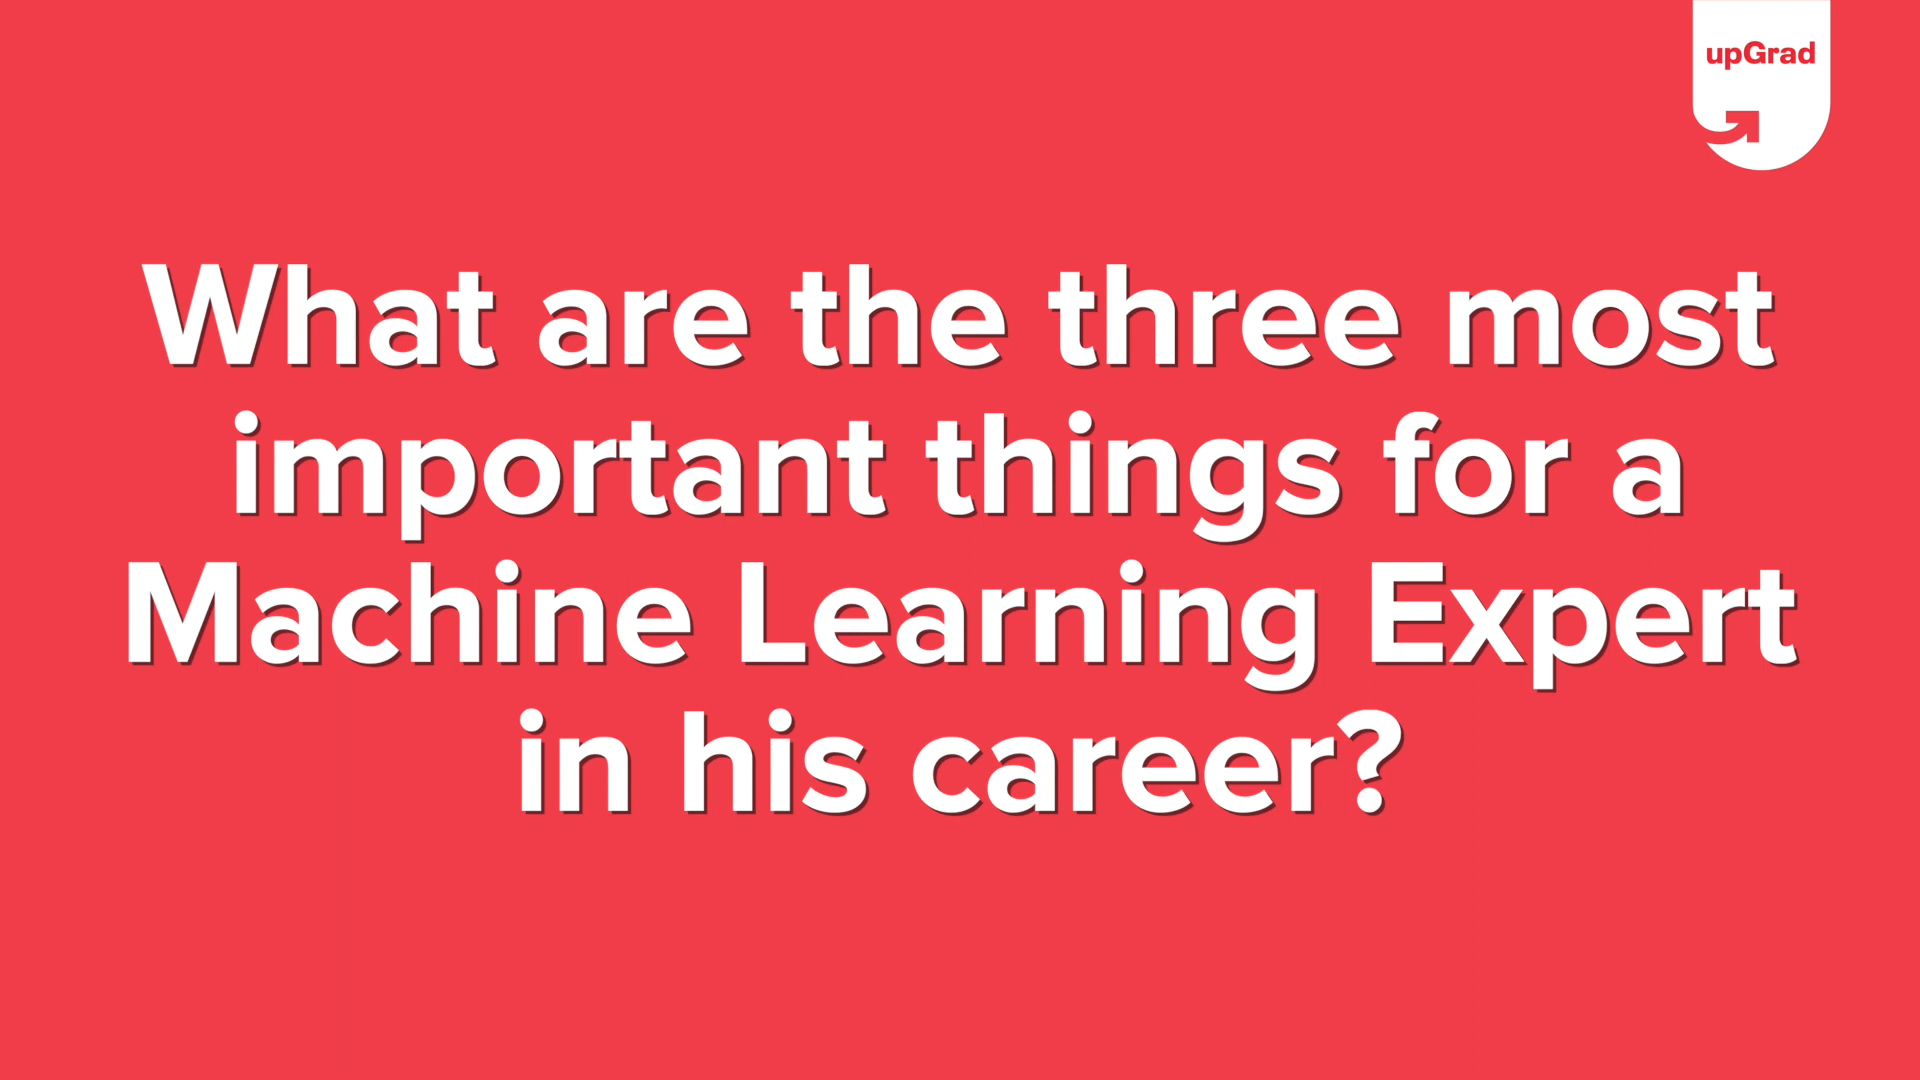 upGrad
What are the three most
important things for a
Machine Learning Expert
in his career?